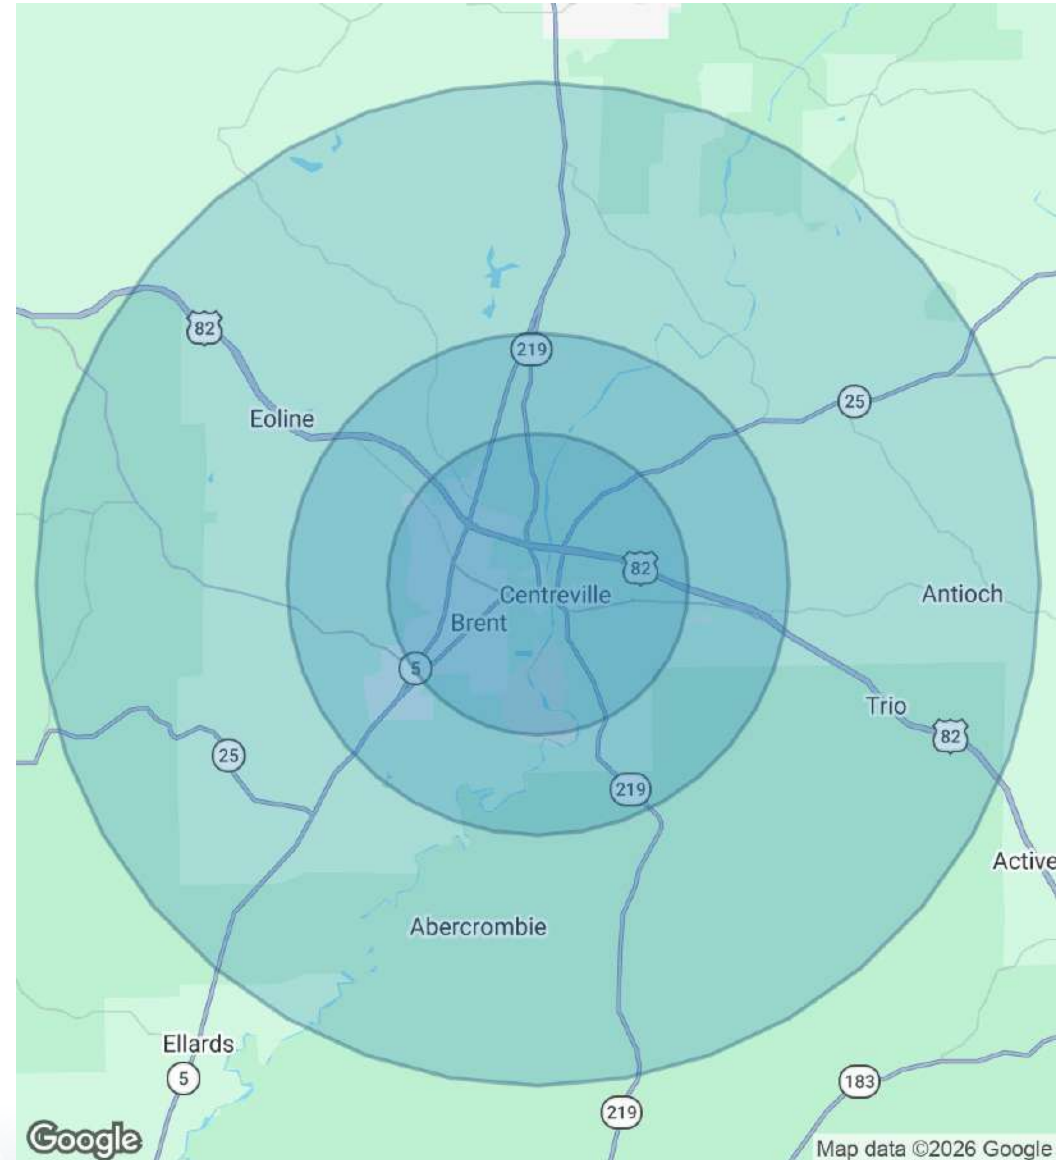 219
82
25
Eoline
82
Centreville
Antioch
Brent
5
Trio
82
25
219
Active
Abercrombie
Ellards
5
183
219
Google
Map data ©2026 Google